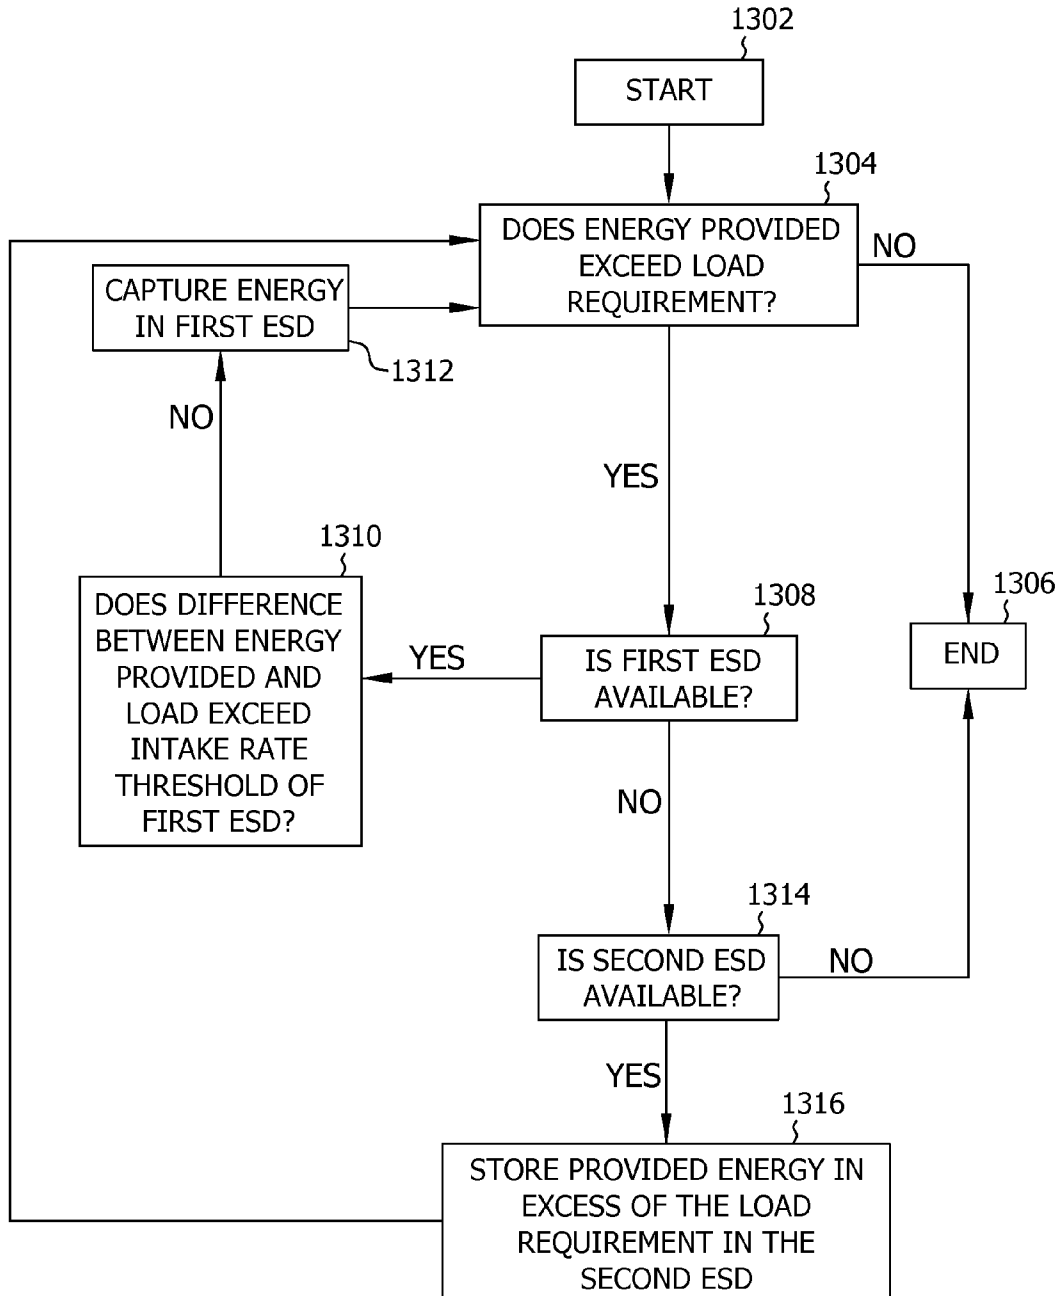 1302
START
1304
DOES ENERGY PROVIDED
EXCEED LOAD
REQUIREMENT?
NO
CAPTURE ENERGY
IN FIRST ESD
1312
NO
YES
1310
DOES DIFFERENCE
BETWEEN ENERGY
PROVIDED AND
LOAD EXCEED
INTAKE RATE
THRESHOLD OF
FIRST ESD?
YES
1308
IS FIRST ESD
AVAILABLE?
1306
END
NO
1314
IS SECOND ESD
AVAILABLE?
NO
YES
1316
STORE PROVIDED ENERGY IN
EXCESS OF THE LOAD
REQUIREMENT IN THE
SECOND ESD